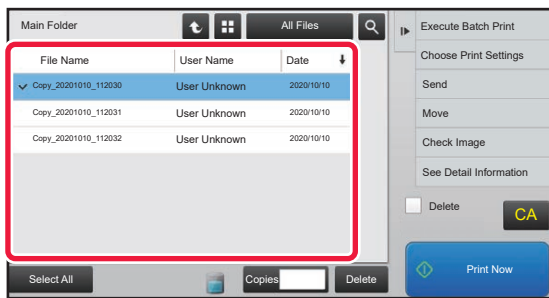 Main Folder All Files Execute Batch Print
File Name User Name Date Choose Print Settings
Copy_20201010_112030 User Unknown 2020/10/10 Send
Copy_20201010_112031 User Unknown 2020/10/10 Move
Copy_20201010_112032 User Unknown 2020/10/10 Check Image
See Detail Information
Delete CA
Select All Copies Delete Print Now